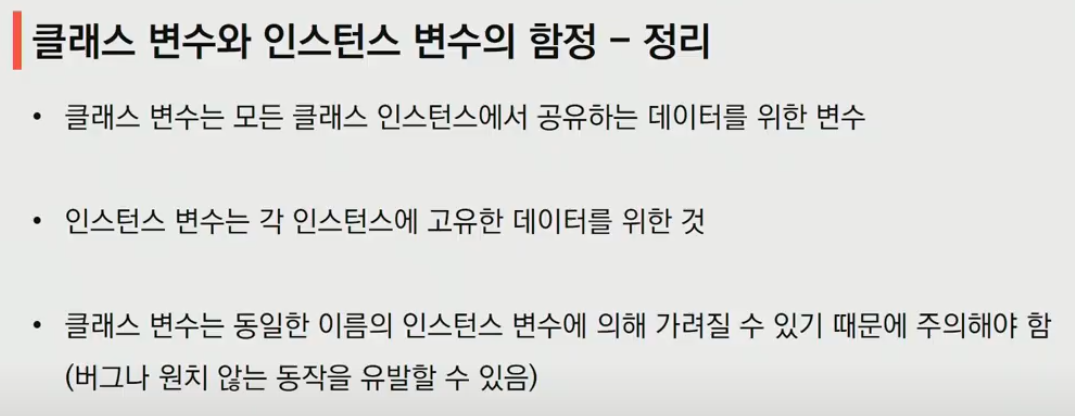 클래스 변수와 인스턴스 변수의 함정 – 정리
• 클래스 변수는 모든 클래스 인스턴스에서 공유하는 데이터를 위한 변수
• 인스턴스 변수는 각 인스턴스에 고유한 데이터를 위한 것
• 클래스 변수는 동일한 이름의 인스턴스 변수에 의해 가려질 수 있기 때문에 주의해야 함
(버그나 원치 않는 동작을 유발할 수 있음)